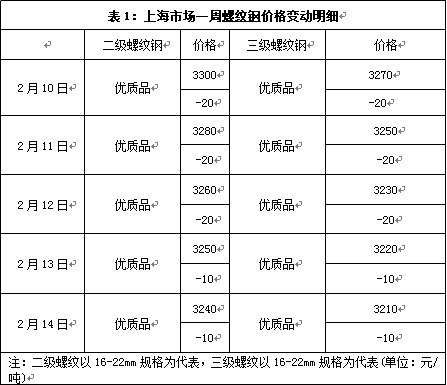 表1：上海市场一周螺纹钢价格变动明细
二级螺纹钢 价格 三级螺纹钢 价格
2月10日 优质品 3300 优质品 3270
-20 -20
2月11日 优质品 3280 优质品 3250
-20 -20
2月12日 优质品 3260 优质品 3230
-20 -20
2月13日 优质品 3250 优质品 3220
-10 -10
2月14日 优质品 3240 优质品 3210
-10 -10
注：二级螺纹以16-22mm规格为代表，三级螺纹以16-22mm规格为代表(单位：元/
吨)